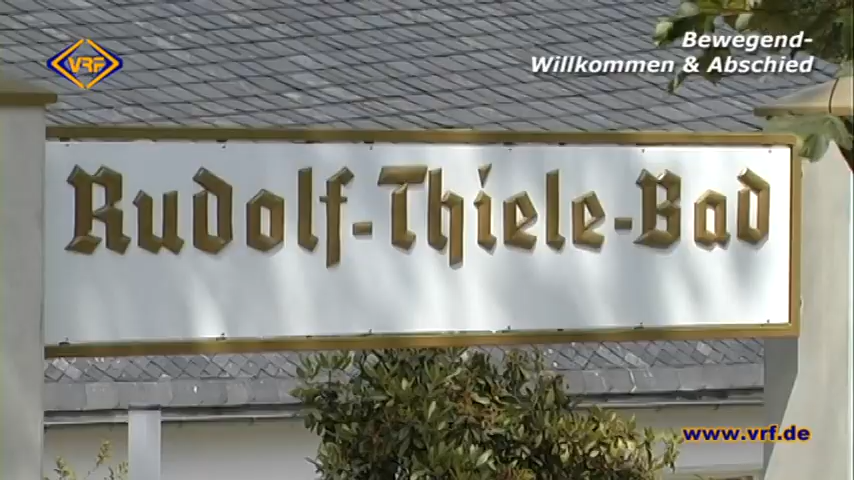 VRF
Bewegend-
Willkommen & Abschied
Rudolf-Thiele-Bad
www.vrf.de